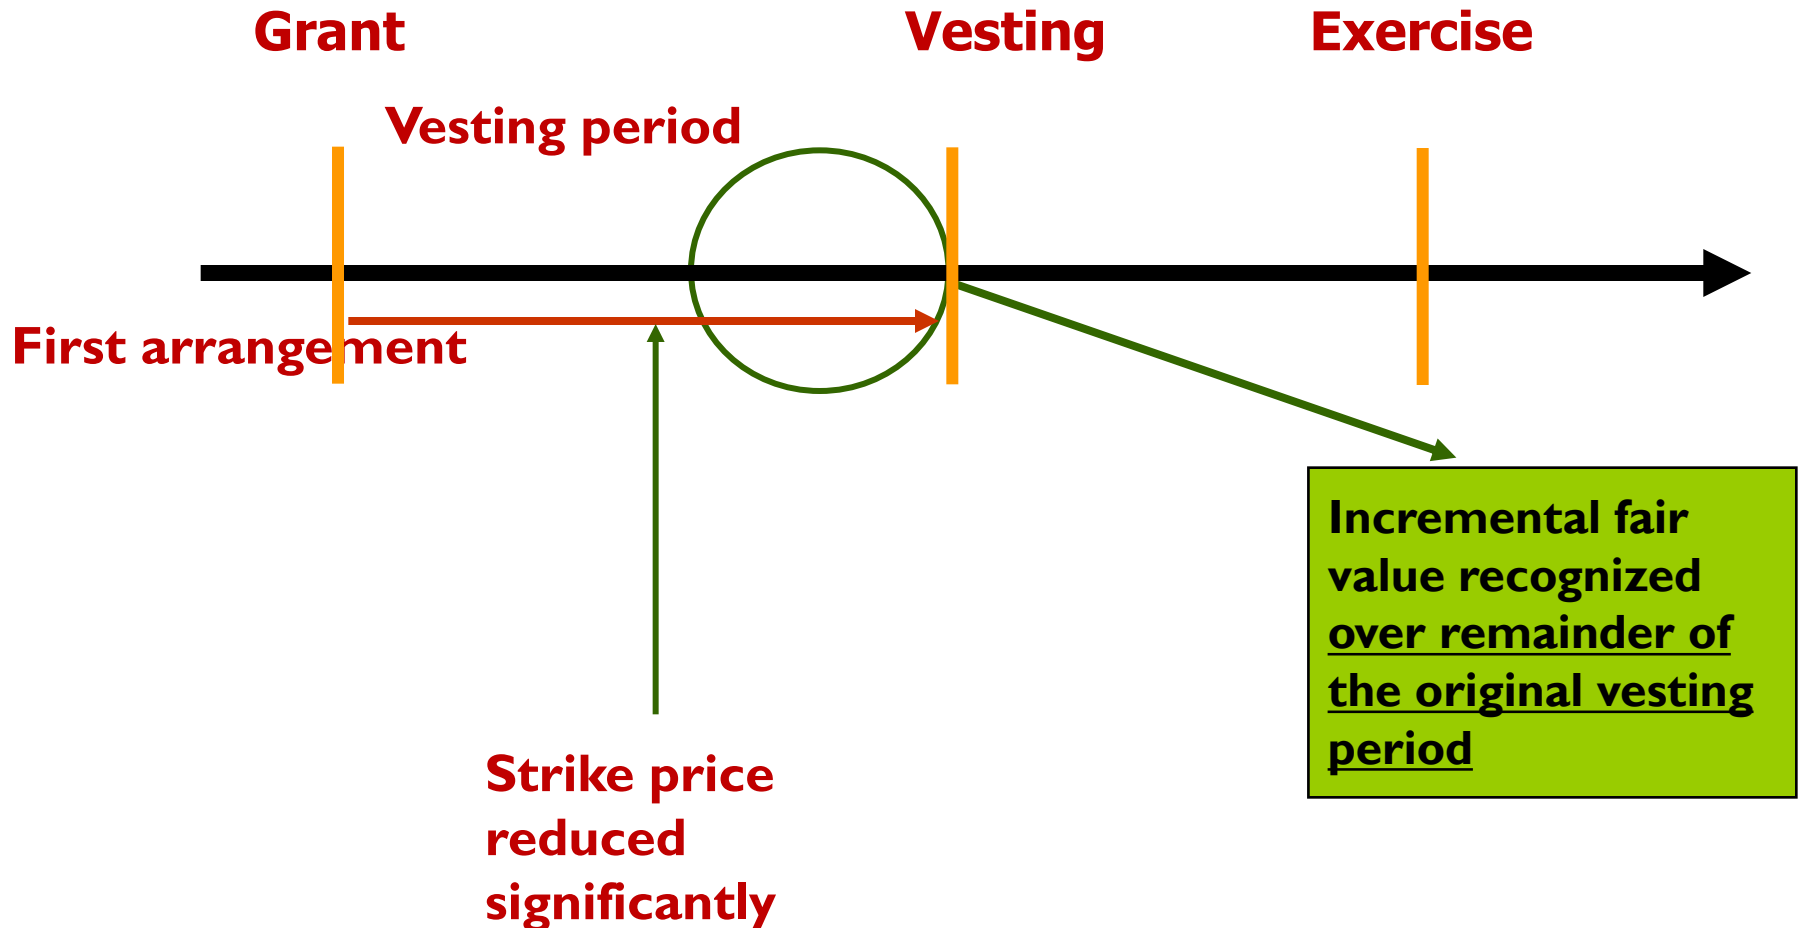 Grant
Vesting
Exercise
Vesting period
First arrangement
Incremental fair
value recognized
over remainder of
the original vesting
period
Strike price
reduced
significantly